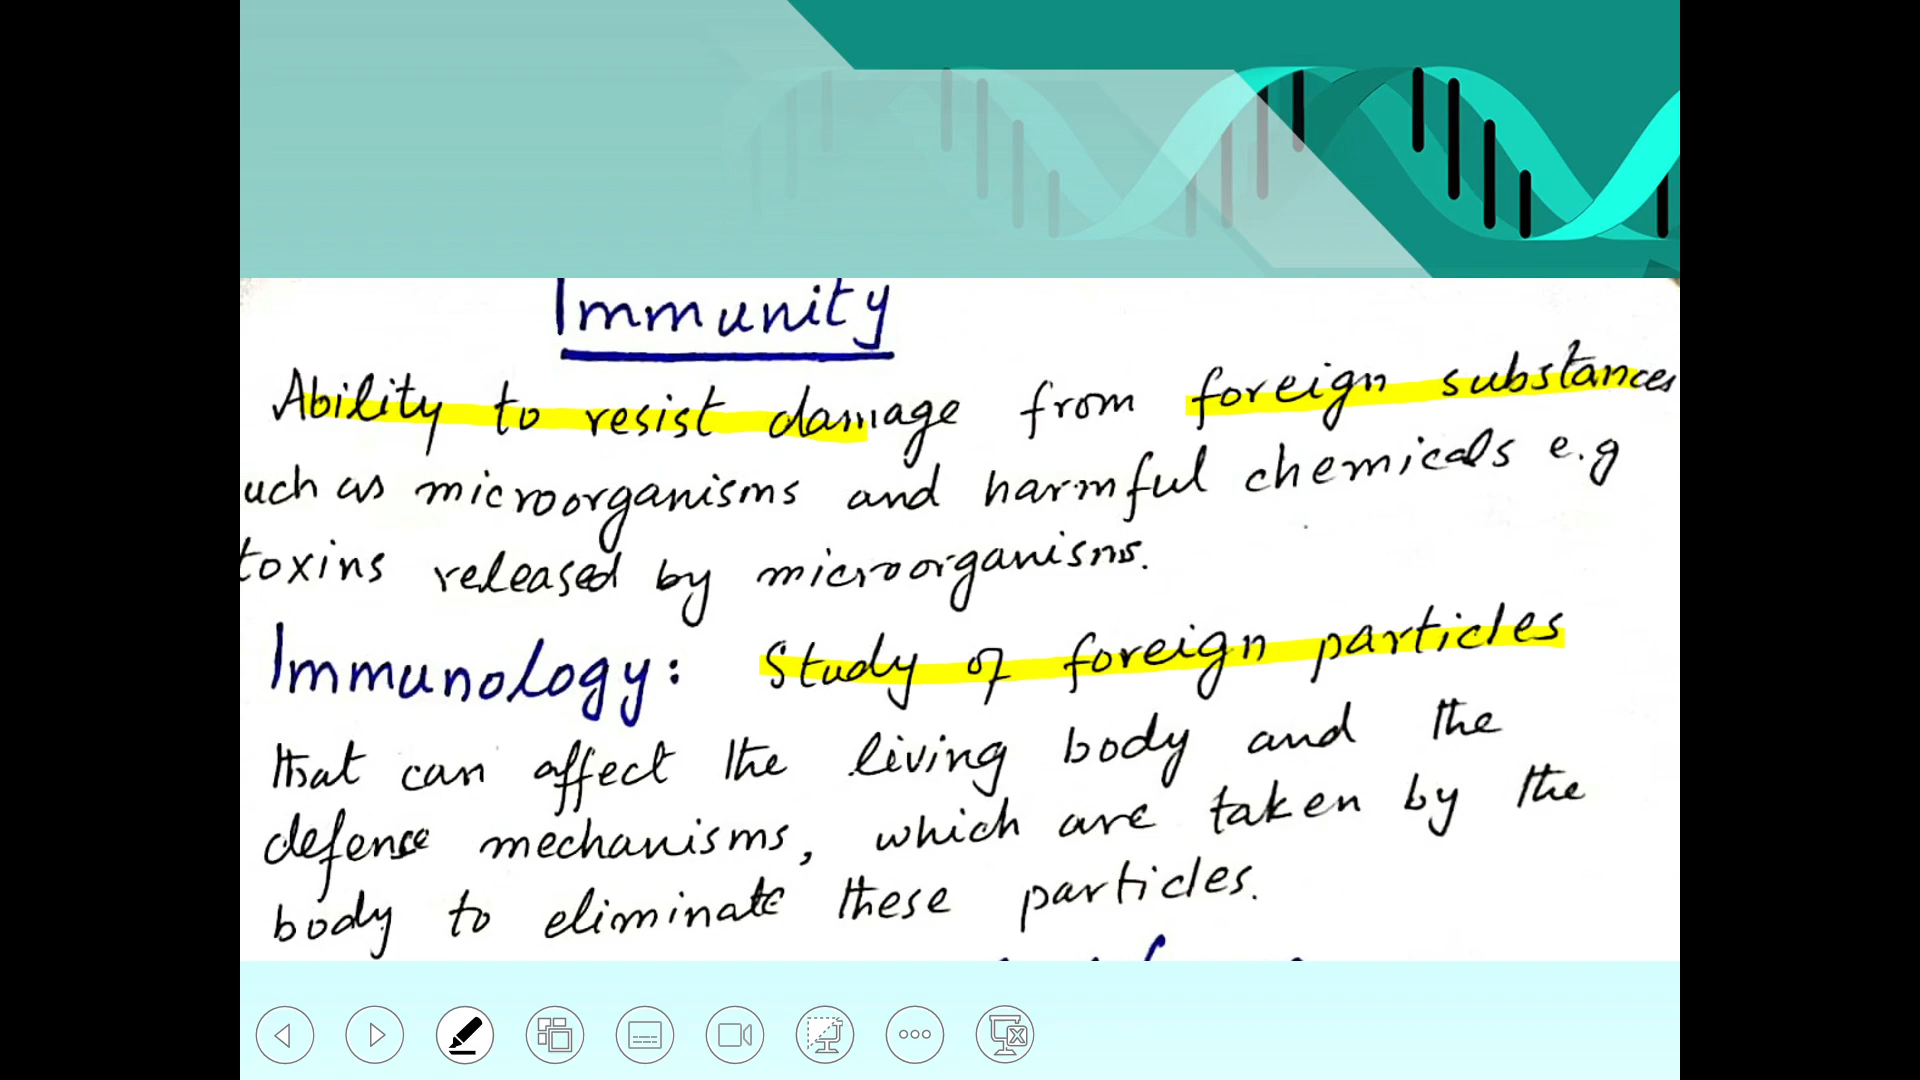 Immunity
Ability to resist damage from foreign substances
uch as microorganisms and harmful chemicals e.g
toxins released by microorganisms.
Immunology: Study of foreign particles
that can affect the living body and the
defense mechanisms, which are taken by the
body to eliminate these particles.